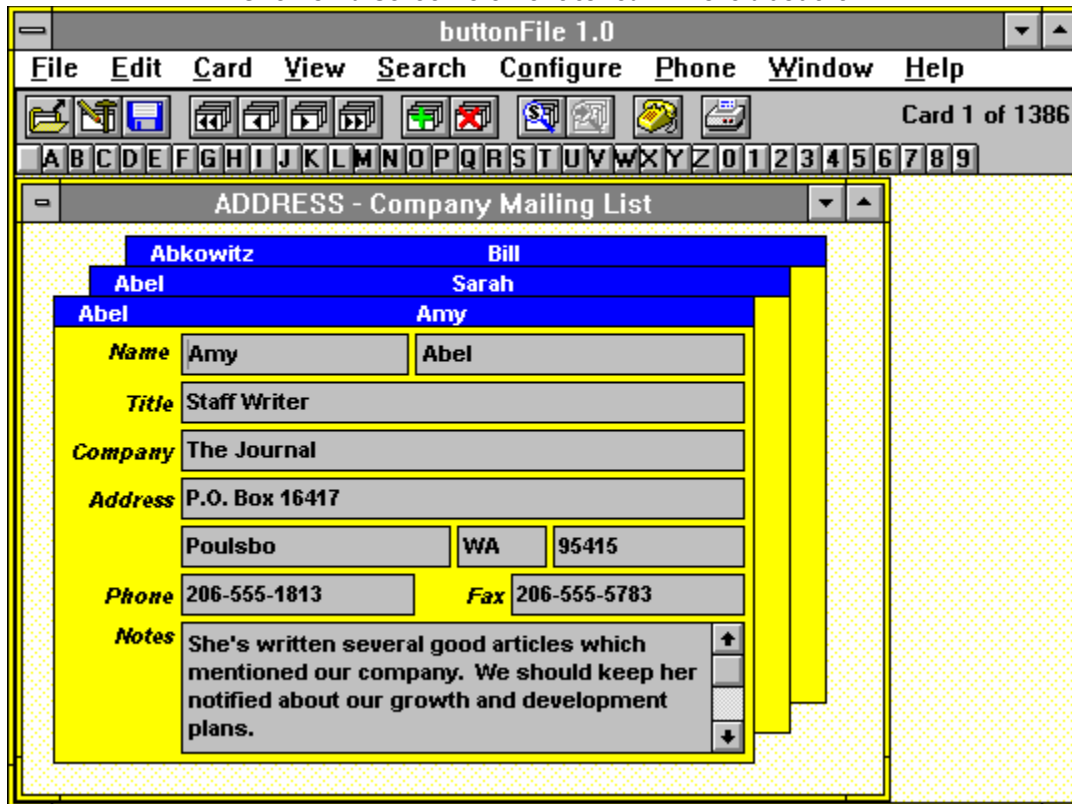 buttonFile 1.0
File Edit Card View Search Configure Phone Window Help
Card 1 of 1386
A B C D E F G H I J K L M N O P Q R S T U V W X Y Z 0 1 2 3 4 5 6 7 8 9
ADDRESS - Company Mailing List
Abkowitz Bill
Abel Sarah
Abel Amy
Name Amy Abel
Title Staff Writer
Company The Journal
Address P.O. Box 16417
Poulsbo WA 95415
Phone 206-555-1813 Fax 206-555-5783
Notes She's written several good articles which
mentioned our company. We should keep her
notified about our growth and development
plans.